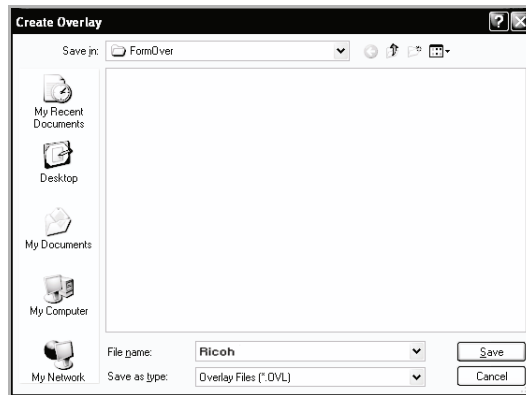 Create Overlay
Save in: FormOver
My Recent
Documents
Desktop
My Documents
My Computer
My Network
File name: Ricoh Save
Save as type: Overlay Files (*.OVL) Cancel